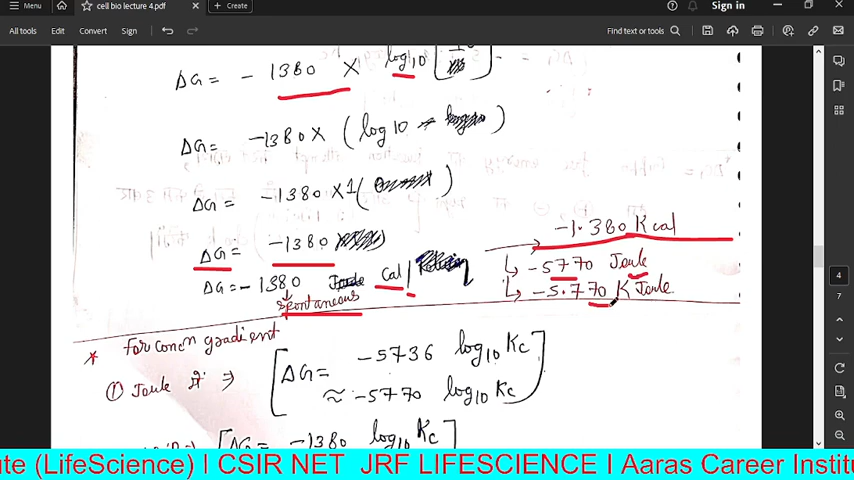 Menu
cell bio lecture 4.pdf
+ Create
Sign in
All tools Edit Convert Sign
Find text or tools
ΔG = - 1380 X log10
ΔG = -1380 X ( log 10 )
ΔG = -1380 X 1 (
ΔG = -1380
ΔG = - 1380 Cal /
spontaneous
-1.380 K cal
-5770 Joule
-5.770 K Joule
* for concn gradient
① Joule में ⇒ [ ΔG = -5736 log10 Kc
≈ -5770 log10 Kc ]
[ ΔG = -1380 log10 Kc ]
4
7
ute (LifeScience) I CSIR NET JRF LIFESCIENCE I Aaras Career Institu